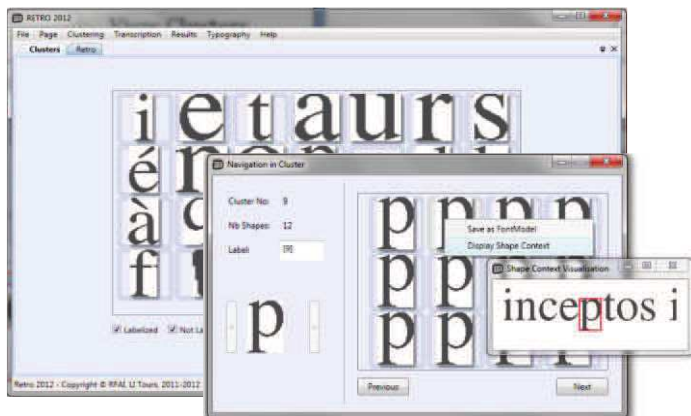 RETRO 2012
File Page Clustering Transcription Results Typography Help
Clusters Retro
i e t a u r s
é
à
f
Labelized Not La
Retro 2012 - Copyright © RFAI, LI Tours, 2011-2012
Navigation in Cluster
Cluster No: 9
Nb Shapes: 12
Label: [P]
p
p p p p
p p p p
p p p p
Save as FontModel
Display Shape Context
Previous Next
Shape Context Visualization
inceptos i